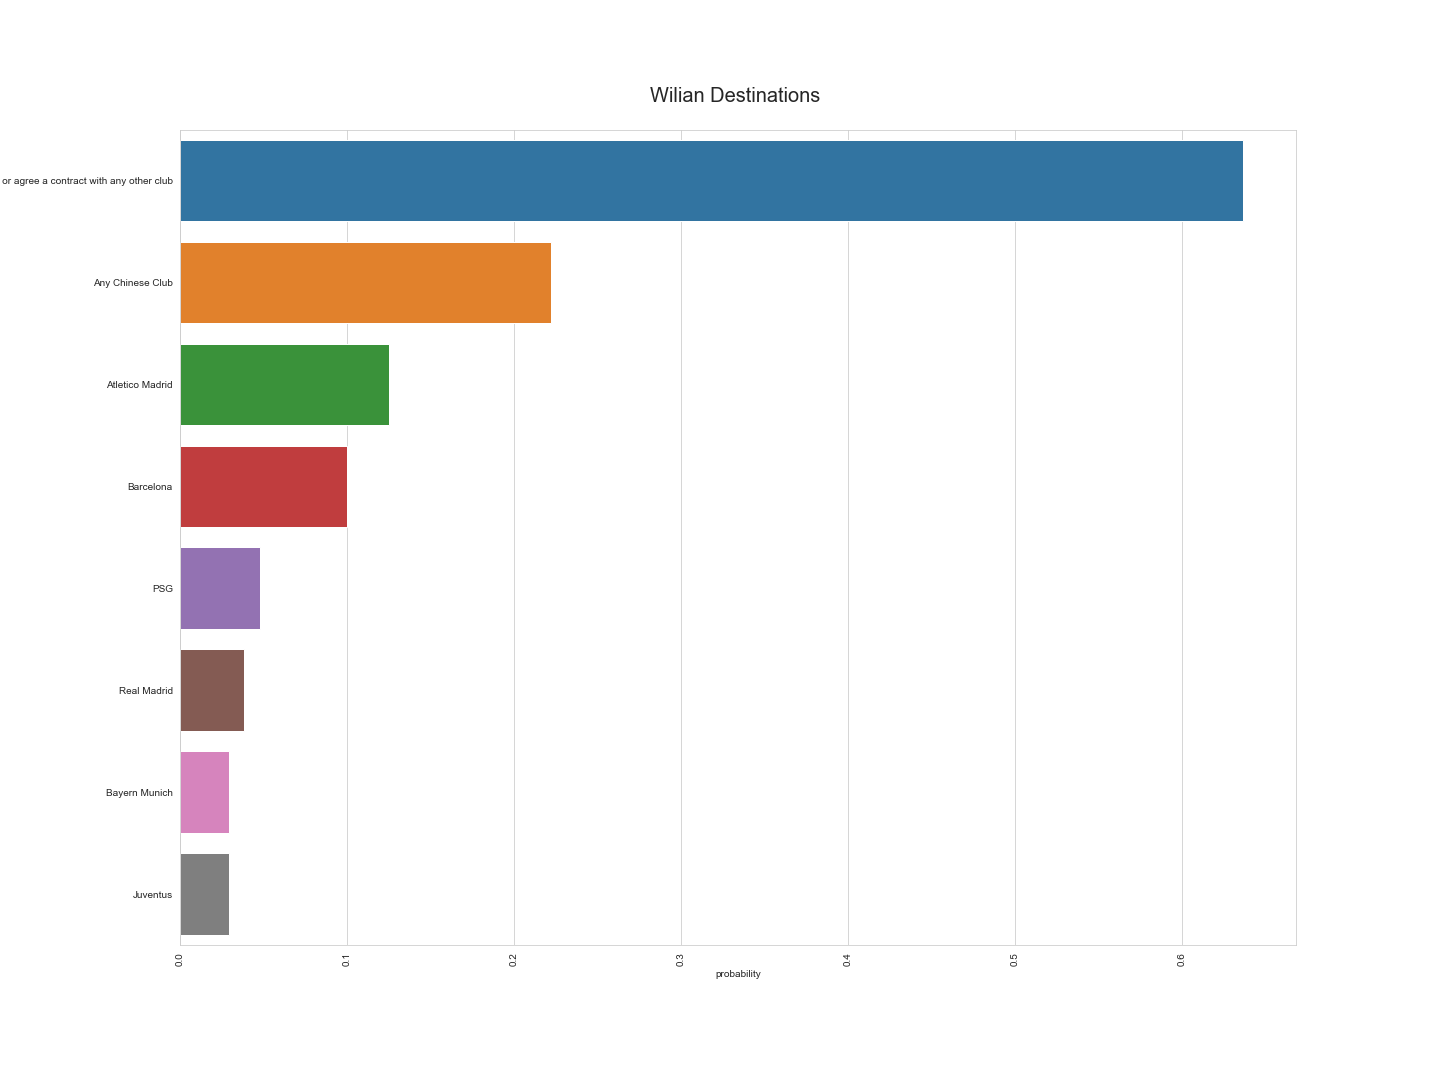 Wilian Destinations
or agree a contract with any other club
Any Chinese Club
Atletico Madrid
Barcelona
PSG
Real Madrid
Bayern Munich
Juventus
0.0
0.1
0.2
0.3
0.4
0.5
0.6
probability